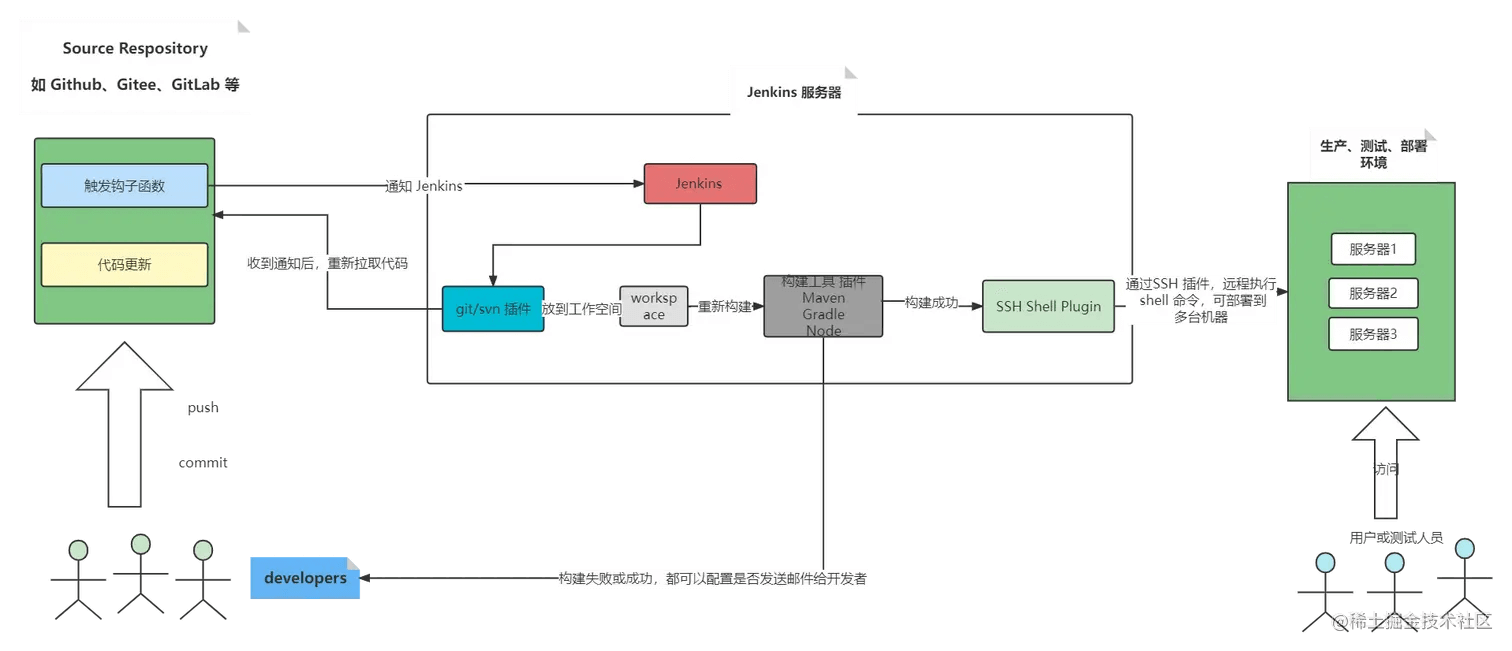 Source Respository
如 Github、Gitee、GitLab 等
Jenkins 服务器
生产、测试、部署
环境
触发钩子函数
通知 Jenkins
Jenkins
代码更新
收到通知后，重新拉取代码
git/svn 插件
放到工作空间
worksp
ace
重新构建
构建工具 插件
Maven
Gradle
Node
构建成功
SSH Shell Plugin
通过SSH 插件，远程执行
shell 命令，可部署到
多台机器
服务器1
服务器2
服务器3
push
commit
访问
用户或测试人员
developers
构建失败或成功，都可以配置是否发送邮件给开发者
@稀土掘金技术社区